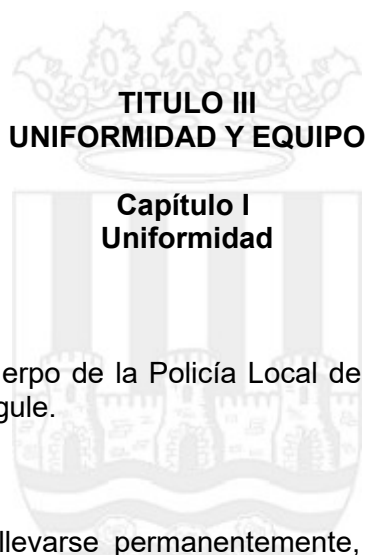 TITULO III
UNIFORMIDAD Y EQUIPO
Capítulo I
Uniformidad
erpo de la Policía Local de
gule.
llevarse permanentemente,